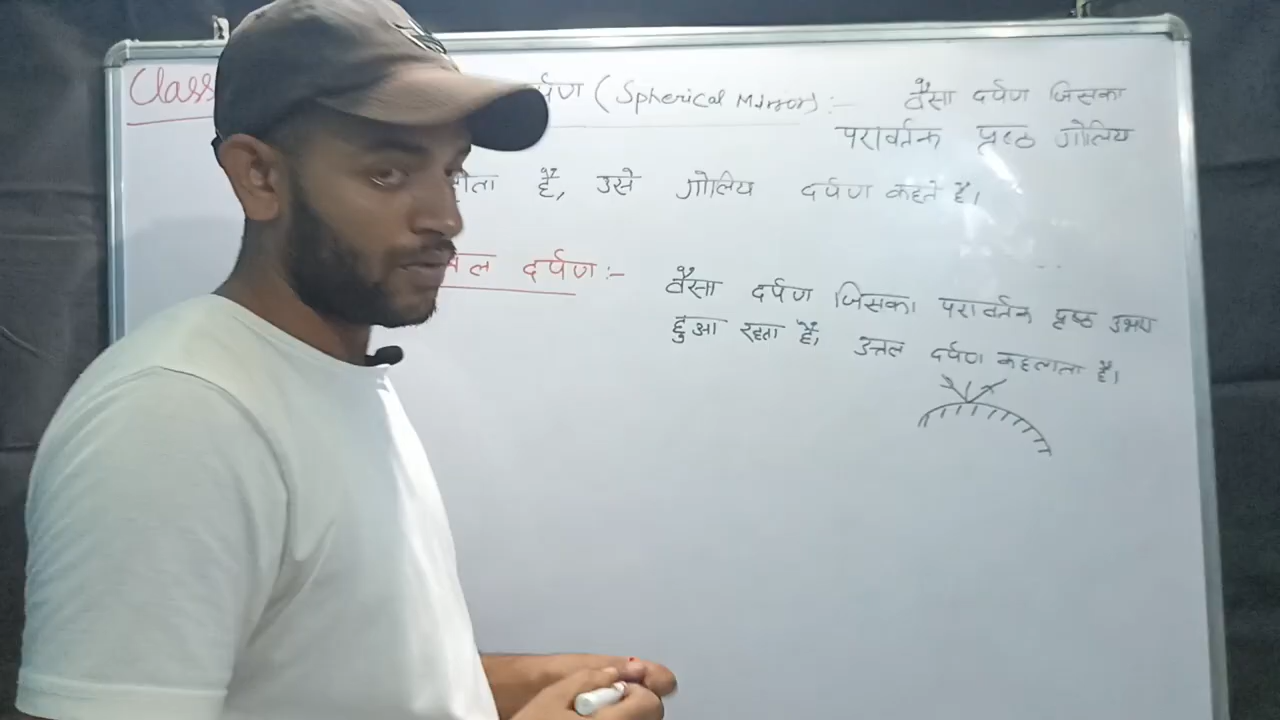 Class र्पण (Spherical Mirror) :- वैसा दर्पण जिसका
परावर्तक पृष्ठ गोलिय
होता है, उसे गोलिय दर्पण कहते है।
तल दर्पण :- वैसा दर्पण जिसका परावर्तक पृष्ठ उभरा
हुआ रहता है, उत्तल दर्पण कहलाता है।